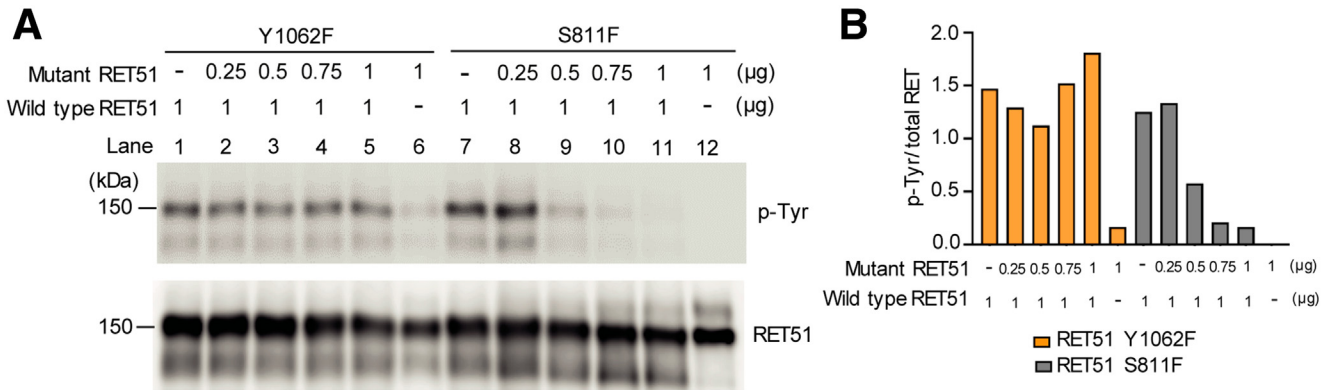 A
Y1062F S811F
Mutant RET51 - 0.25 0.5 0.75 1 1 - 0.25 0.5 0.75 1 1 (μg)
Wild type RET51 1 1 1 1 1 - 1 1 1 1 1 - (μg)
Lane 1 2 3 4 5 6 7 8 9 10 11 12
(kDa)
150 p-Tyr
150 RET51
B
p-Tyr/total RET
2.0
1.5
1.0
0.5
0.0
Mutant RET51 - 0.25 0.5 0.75 1 1 - 0.25 0.5 0.75 1 1 (μg)
Wild type RET51 1 1 1 1 1 - 1 1 1 1 1 - (μg)
RET51 Y1062F
RET51 S811F